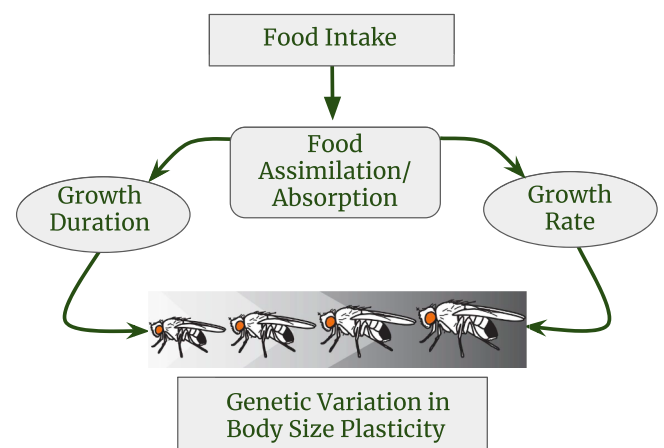 Food Intake
Food
Assimilation/
Absorption
Growth
Duration
Growth
Rate
Genetic Variation in
Body Size Plasticity